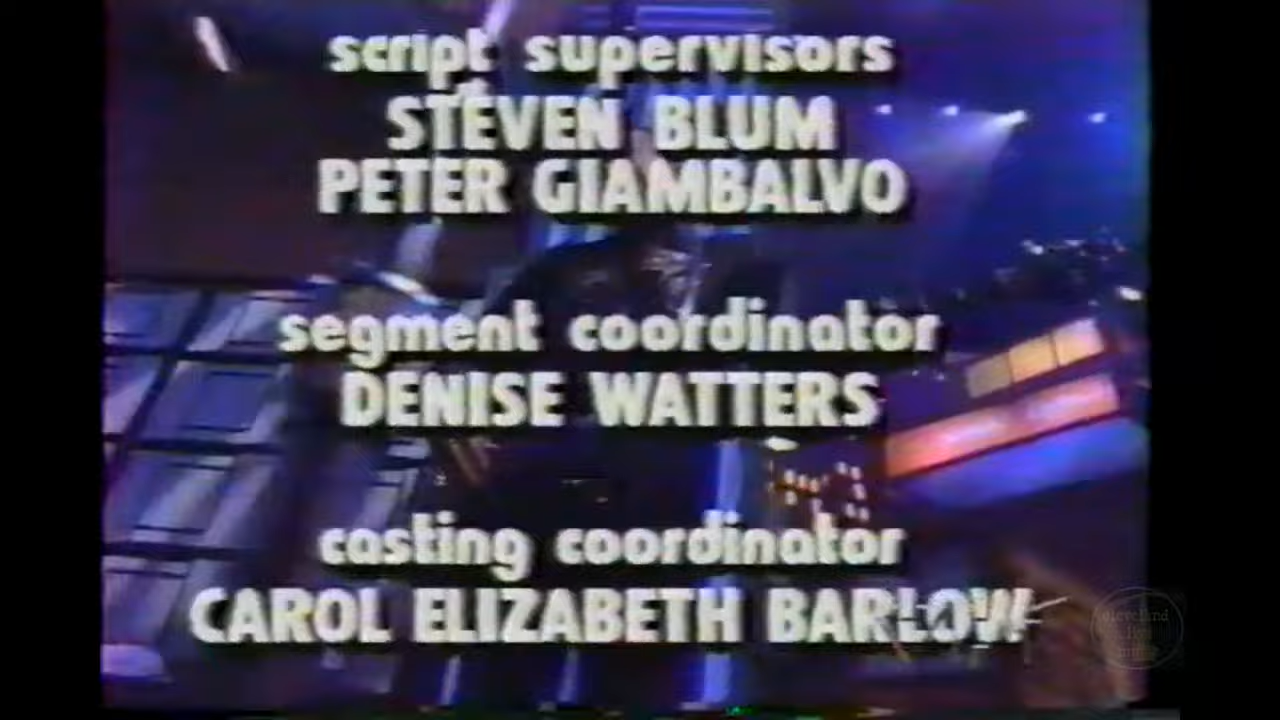 script supervisors
STEVEN BLUM
PETER GIAMBALVO
segment coordinator
DENISE WATTERS
casting coordinator
CAROL ELIZABETH BARLOW